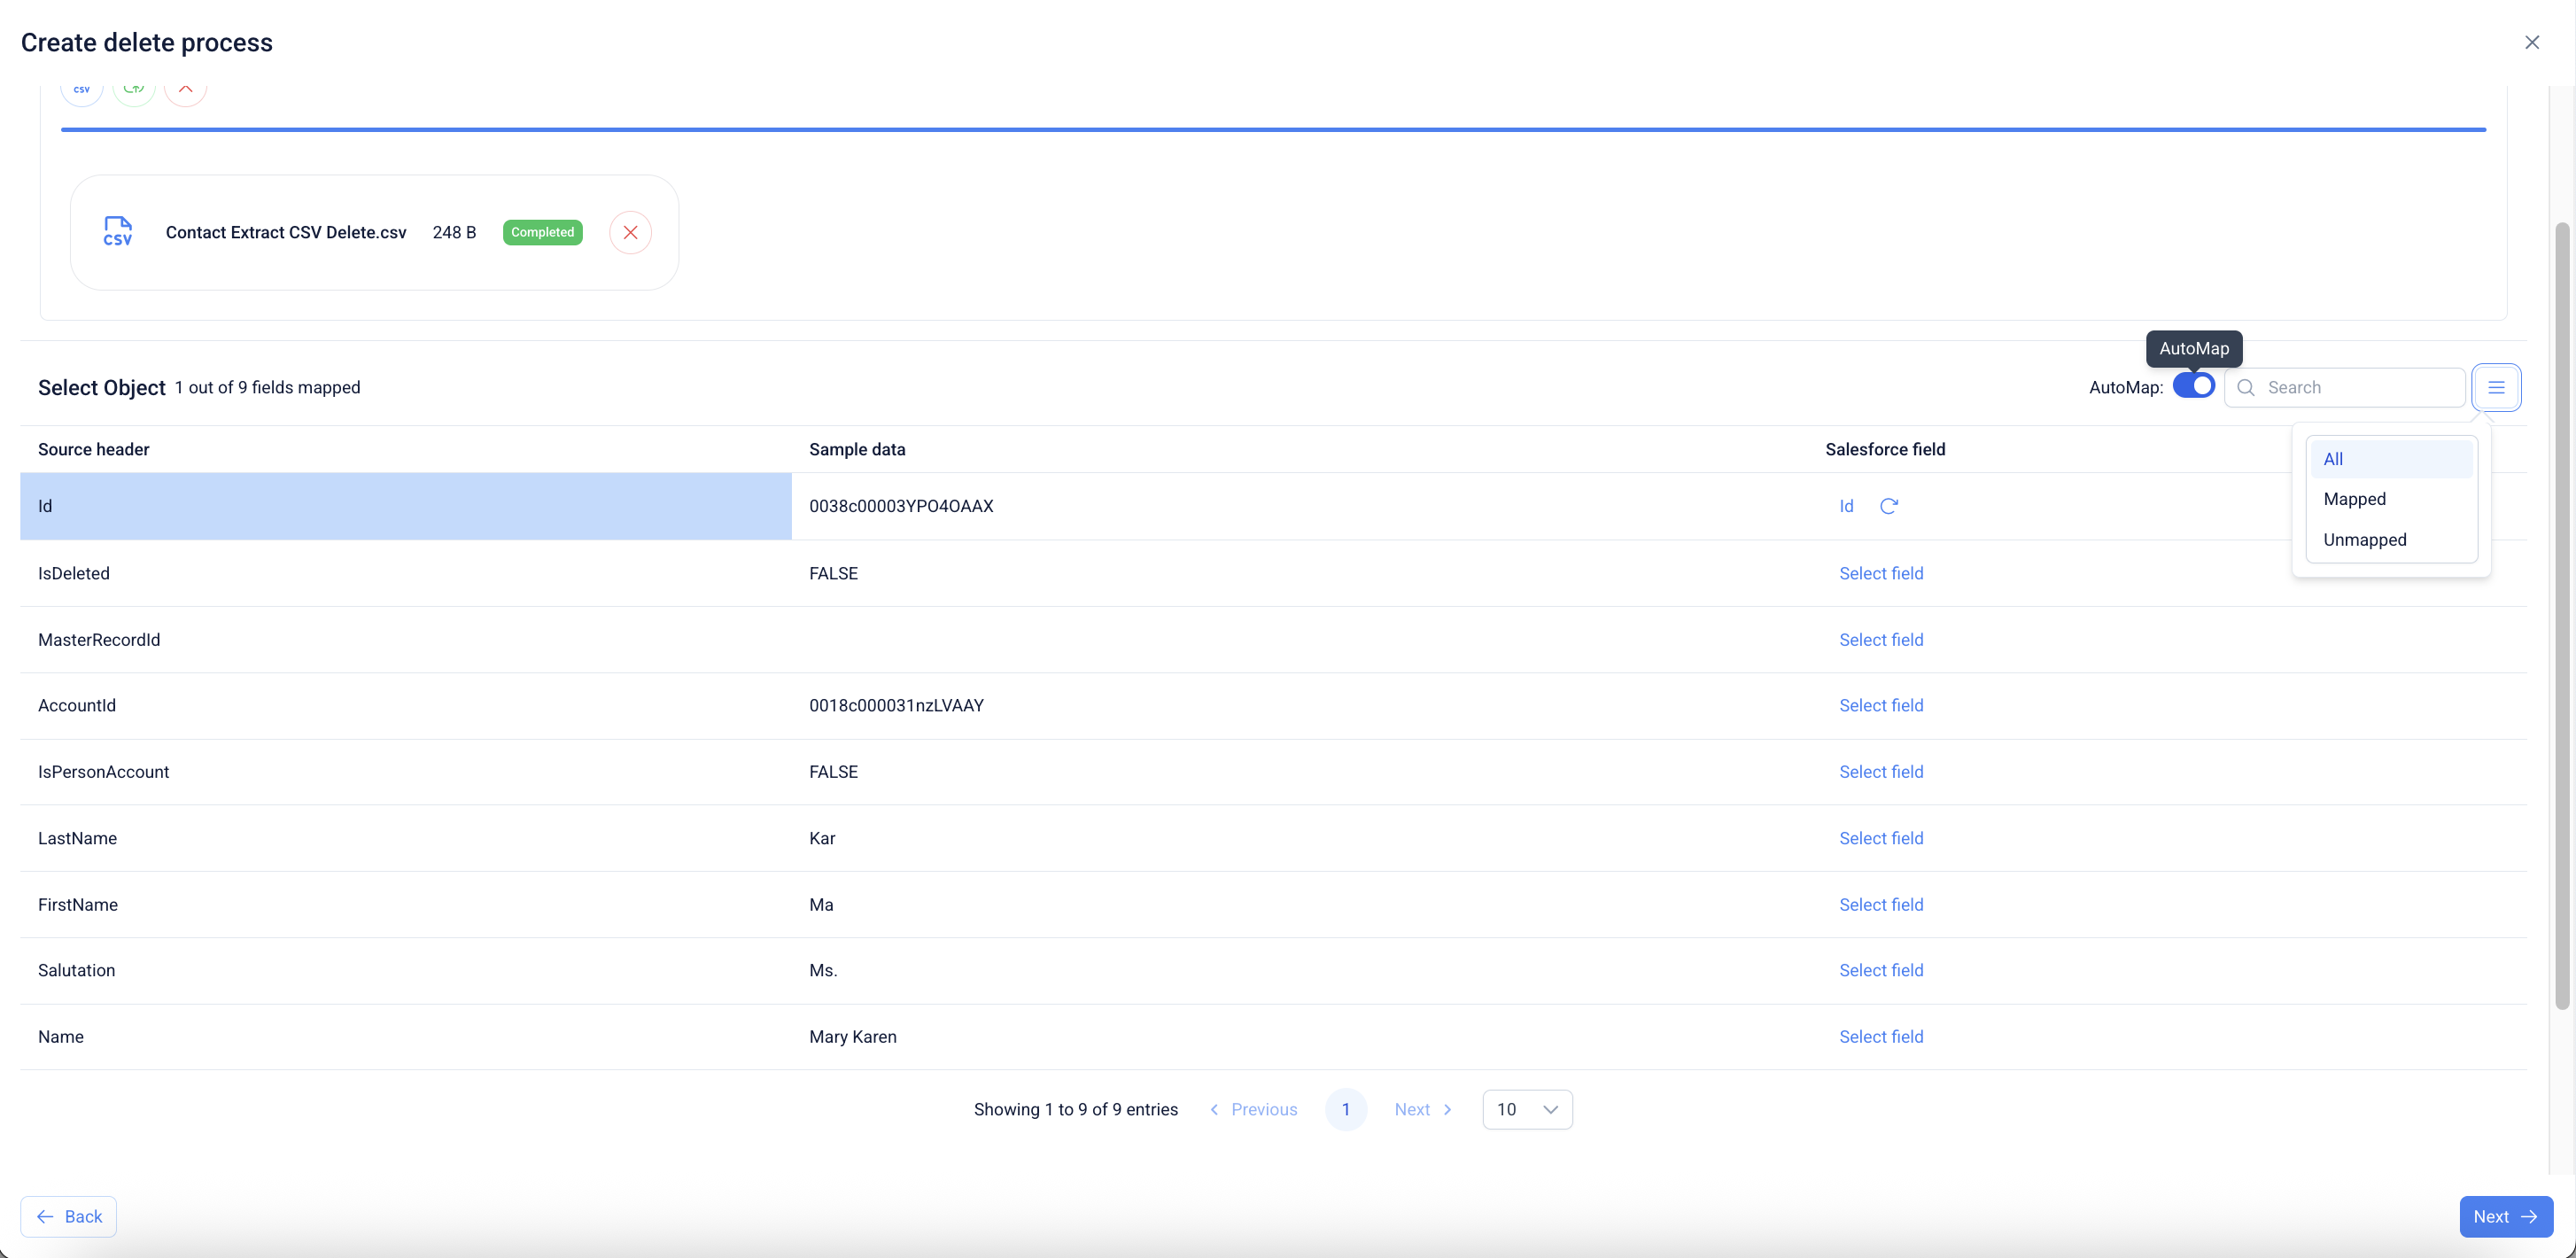 Create delete process
CSV
CSV Contact Extract CSV Delete.csv 248 B Completed
AutoMap
Select Object 1 out of 9 fields mapped AutoMap: Search
Source header Sample data Salesforce field
All
Mapped
Unmapped
Id 0038c00003YPO4OAAX Id
IsDeleted FALSE Select field
MasterRecordId Select field
AccountId 0018c000031nzLVAAY Select field
IsPersonAccount FALSE Select field
LastName Kar Select field
FirstName Ma Select field
Salutation Ms. Select field
Name Mary Karen Select field
Showing 1 to 9 of 9 entries Previous 1 Next 10
Back Next